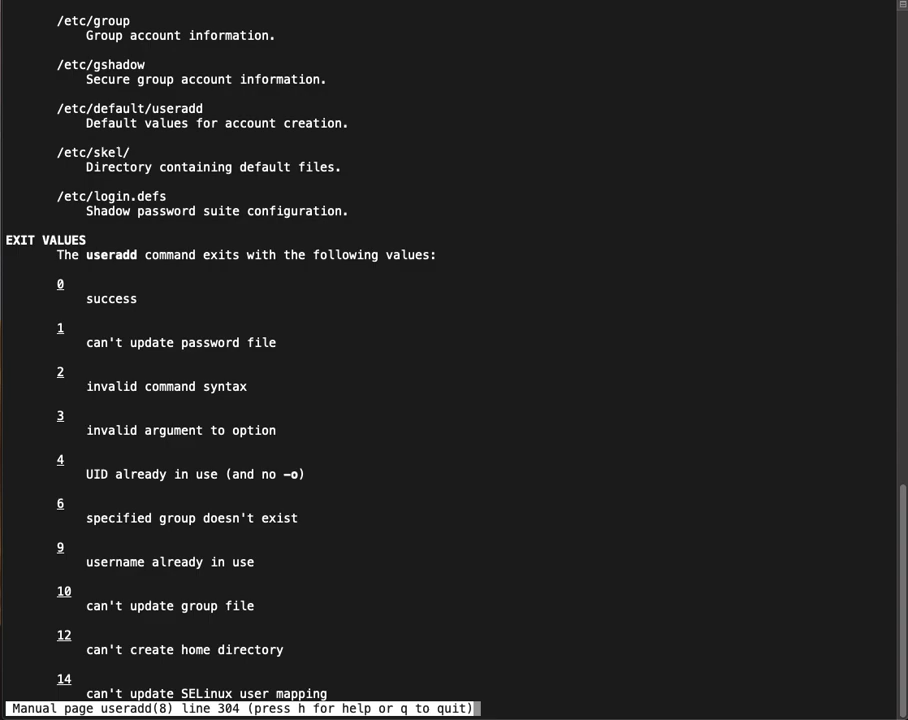 /etc/group
Group account information.
/etc/gshadow
Secure group account information.
/etc/default/useradd
Default values for account creation.
/etc/skel/
Directory containing default files.
/etc/login.defs
Shadow password suite configuration.
EXIT VALUES
The useradd command exits with the following values:
0
success
1
can't update password file
2
invalid command syntax
3
invalid argument to option
4
UID already in use (and no -o)
6
specified group doesn't exist
9
username already in use
10
can't update group file
12
can't create home directory
14
can't update SELinux user mapping
Manual page useradd(8) line 304 (press h for help or q to quit)